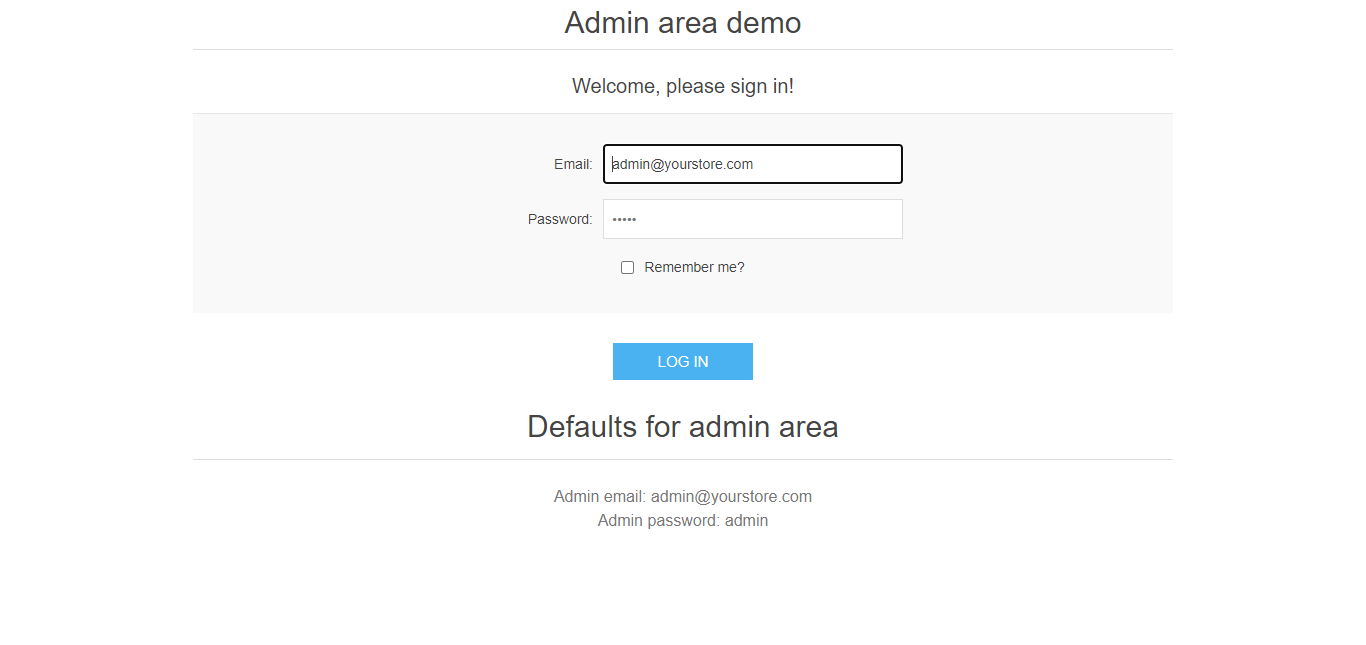 Admin area demo
Welcome, please sign in!
Email: admin@yourstore.com
Password: •••••
Remember me?
LOG IN
Defaults for admin area
Admin email: admin@yourstore.com
Admin password: admin